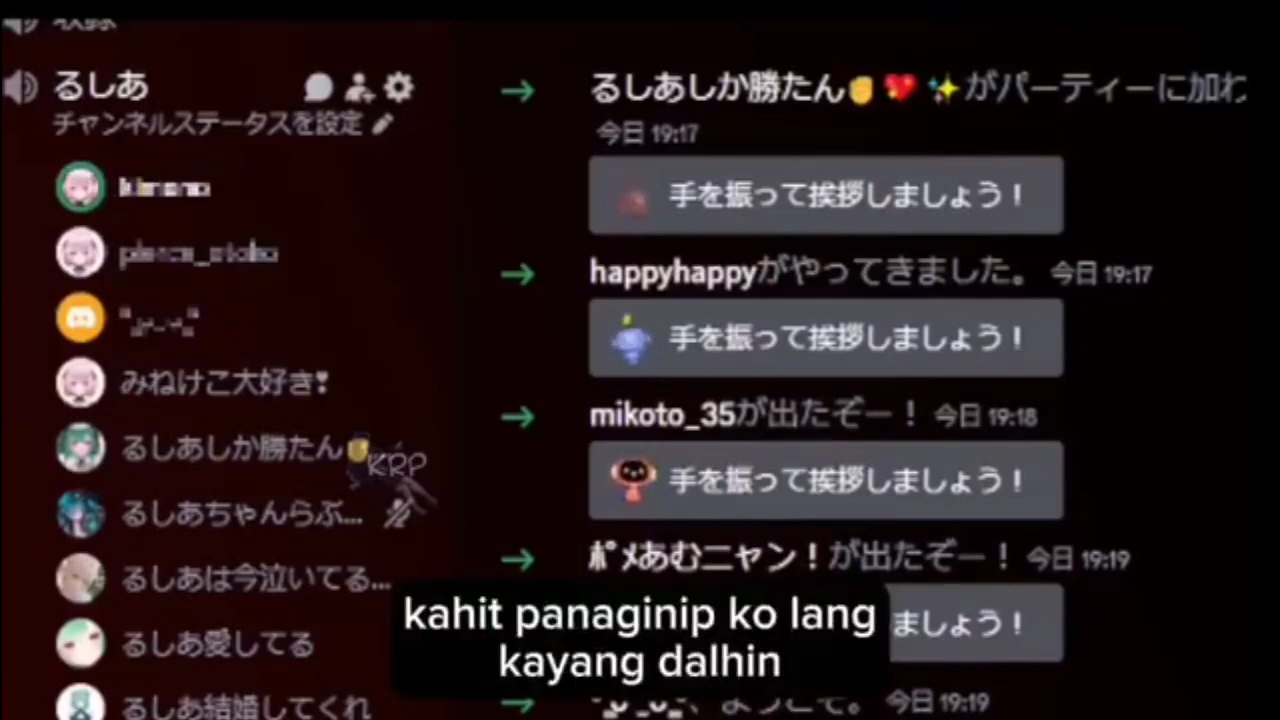 収録
るしあ
チャンネルステータスを設定
みねけこ大好き❣
るしあしか勝たん✊
KRP
るしあちゃんらぶ...
るしあは今泣いてる...
るしあ愛してる
るしあ結婚してくれ
るしあしか勝たん✊💖✨がパーティーに加わ
今日 19:17
手を振って挨拶しましょう！
happyhappyがやってきました。 今日 19:17
手を振って挨拶しましょう！
mikoto_35が出たぞー！ 今日 19:18
手を振って挨拶しましょう！
ﾎﾟﾒあむニャン！が出たぞー！ 今日 19:19
ましょう！
、ようこそ。 今日 19:19
kahit panaginip ko lang
kayang dalhin